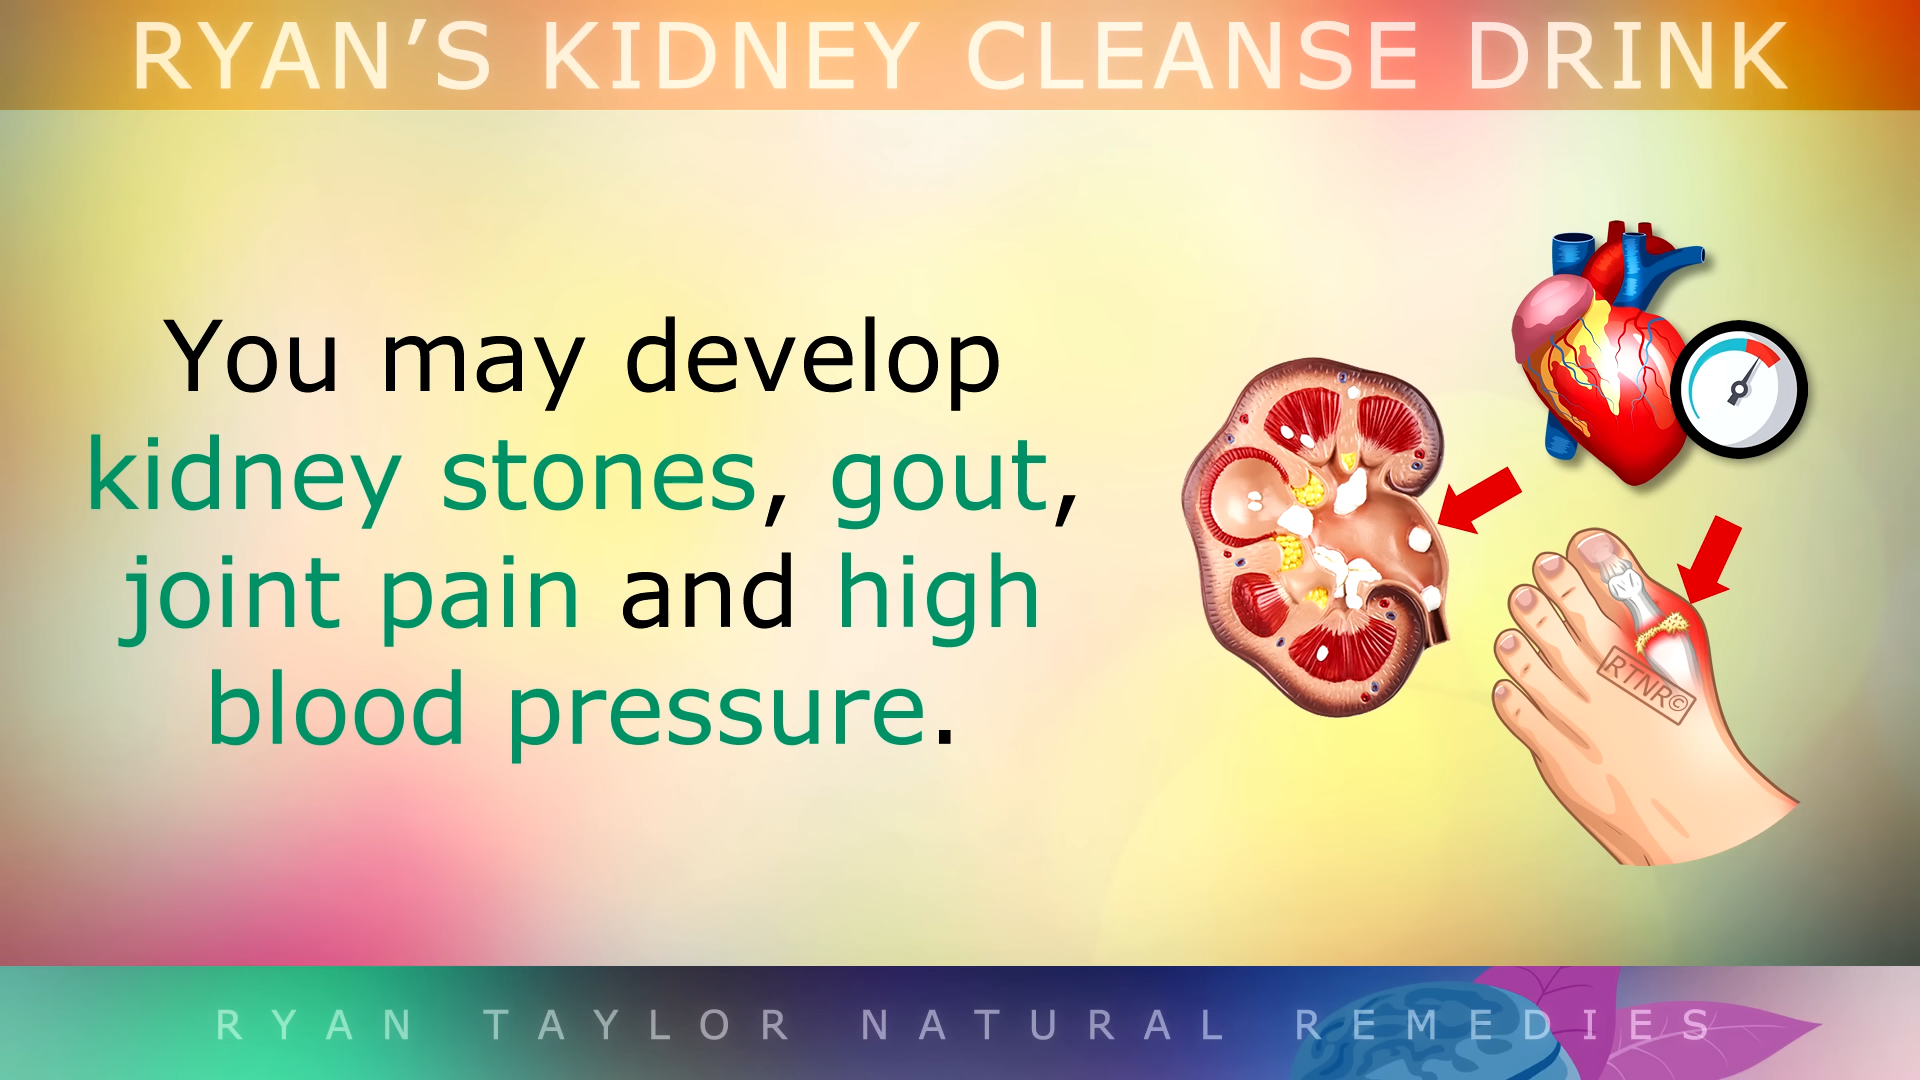 RYAN’S KIDNEY CLEANSE DRINK
You may develop
kidney stones, gout,
joint pain and high
blood pressure.
RTNR©
RYAN TAYLOR NATURAL REMEDIES